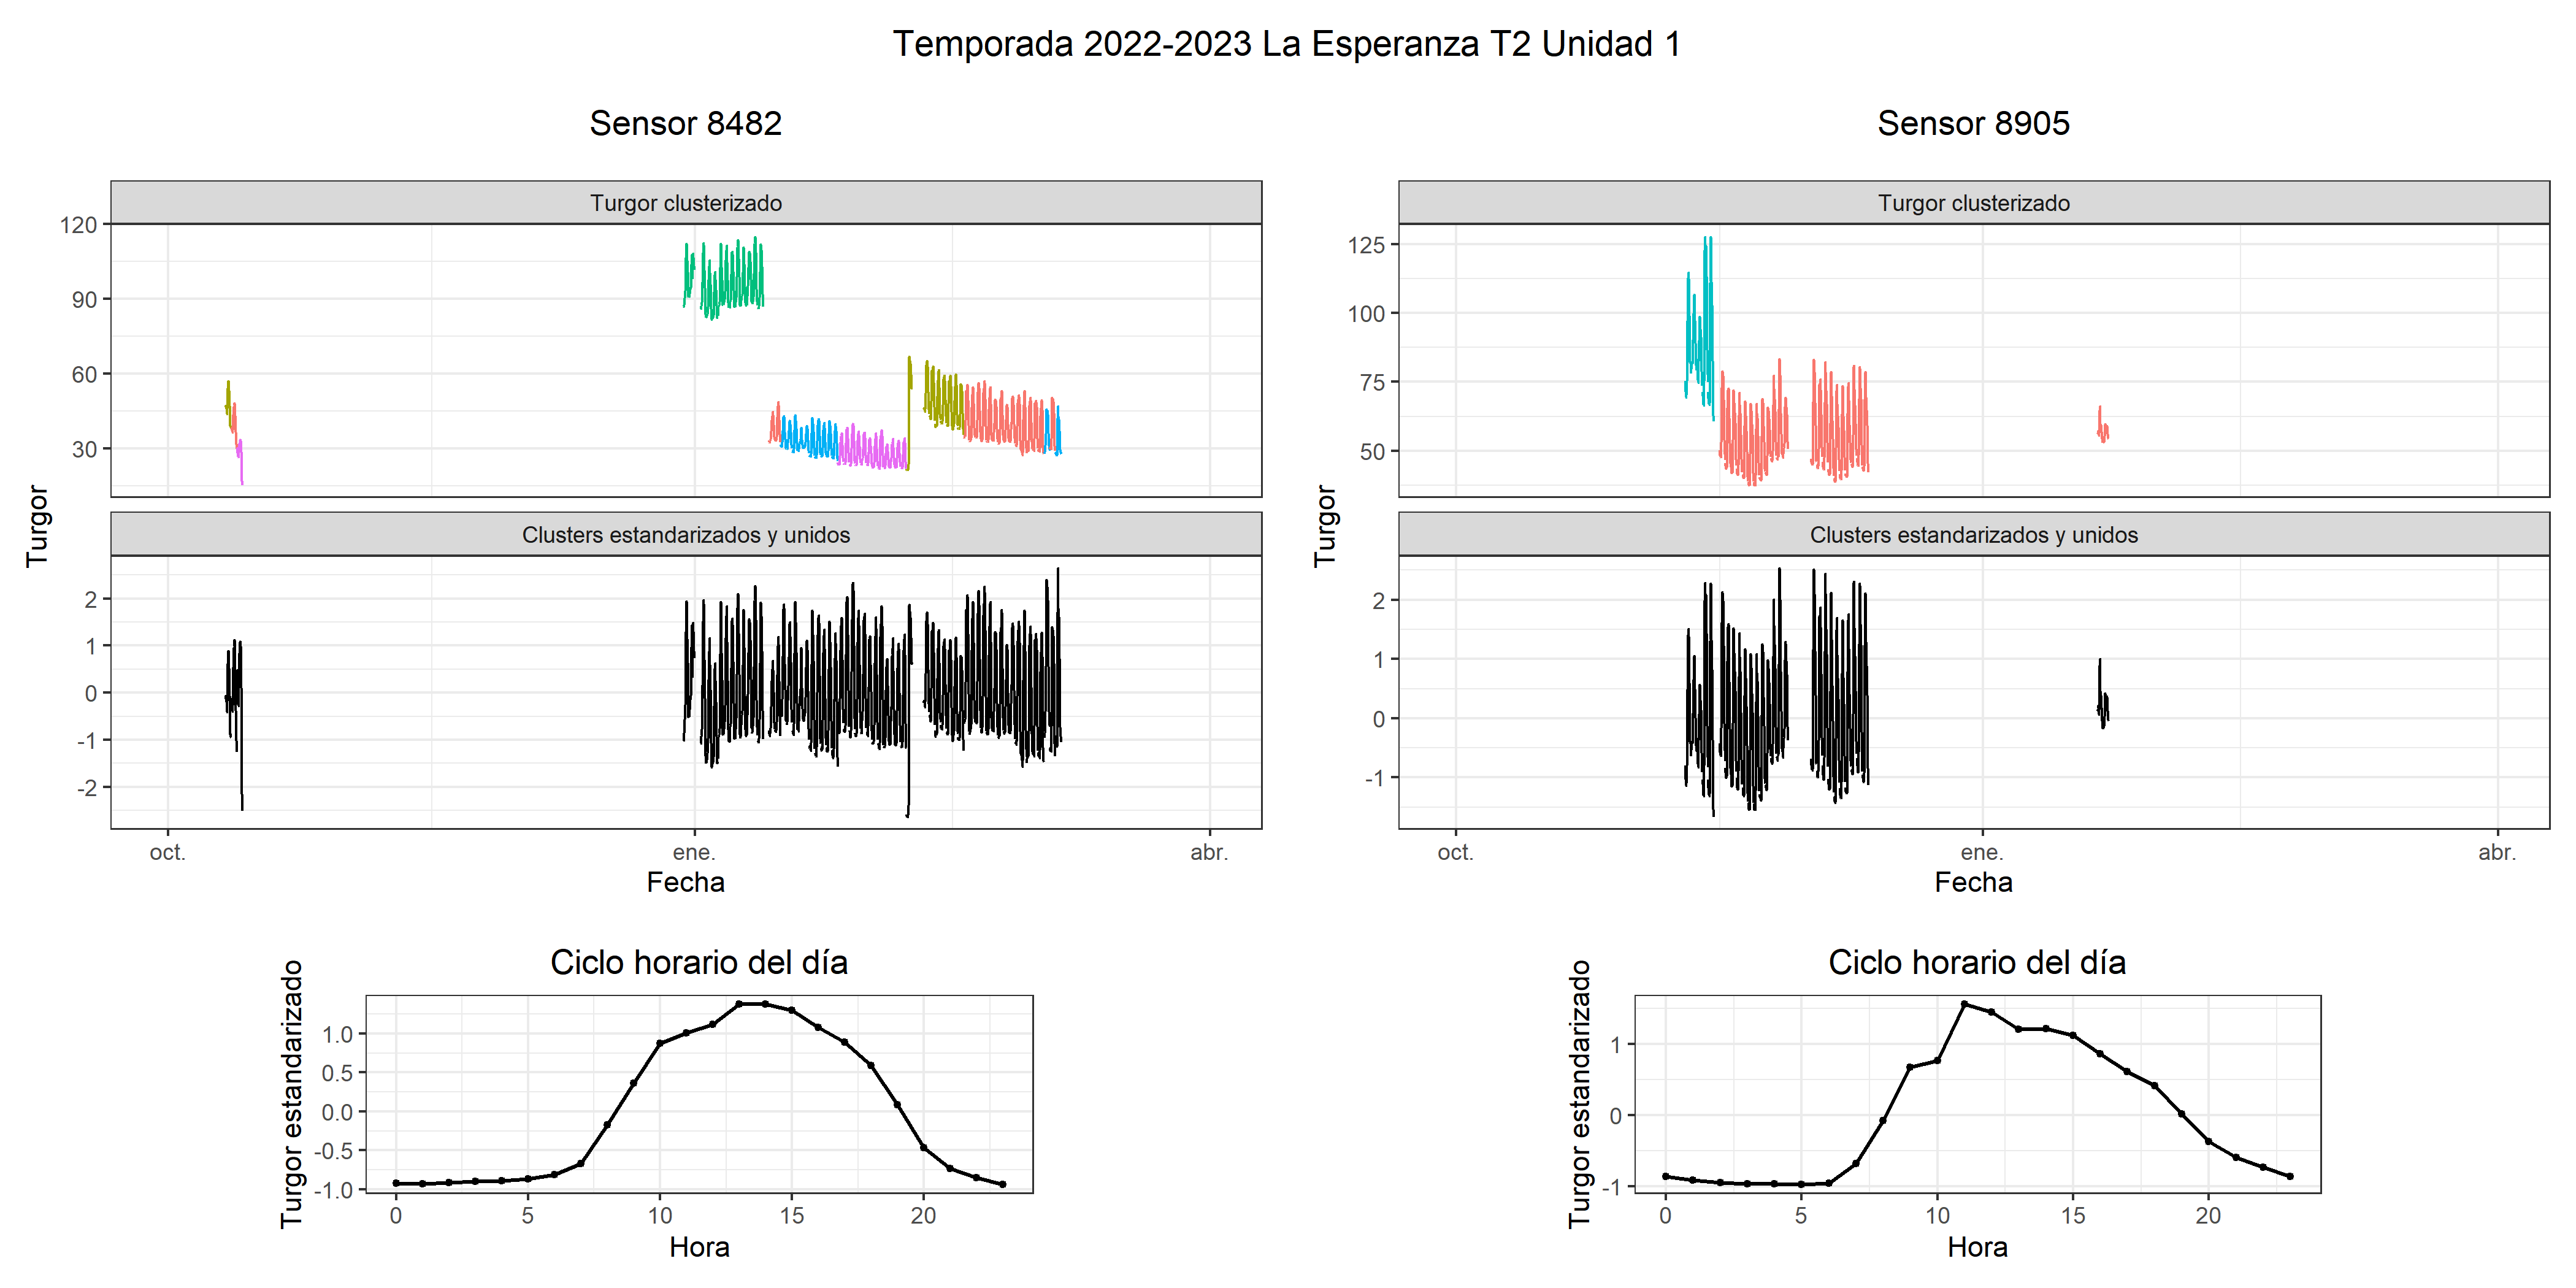 Temporada 2022-2023 La Esperanza T2 Unidad 1
Sensor 8482
Turgor clusterizado
120
90
60
30
Turgor
Clusters estandarizados y unidos
2
1
0
-1
-2
oct. ene. abr.
Fecha
Ciclo horario del día
Turgor estandarizado
1.0
0.5
0.0
-0.5
-1.0
0 5 10 15 20
Hora
Sensor 8905
Turgor clusterizado
125
100
75
50
Turgor
Clusters estandarizados y unidos
2
1
0
-1
oct. ene. abr.
Fecha
Ciclo horario del día
Turgor estandarizado
1
0
-1
0 5 10 15 20
Hora